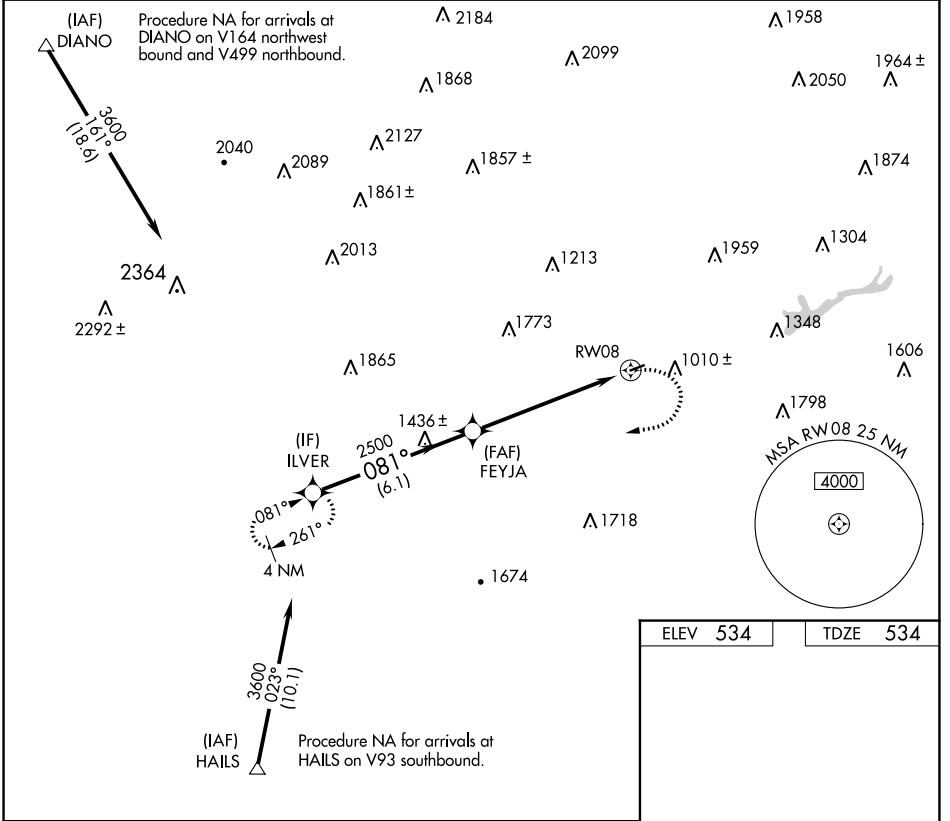 (IAF)
DIANO
Procedure NA for arrivals at
DIANO on V164 northwest
bound and V499 northbound.
2184
1958
2099
1868
2050
1964 ±
3600
161°
(18.6)
2040
2127
2089
1857 ±
1874
1861±
2013
1213
1959
1304
2364
2292 ±
1773
1348
1865
RW08
1010 ±
1606
1798
1436 ±
(IF)
ILVER
2500
081°
(6.1)
(FAF)
FEYJA
MSA RW 08 25 NM
4000
081°
261°
4 NM
1718
1674
3600
023°
(10.1)
(IAF)
HAILS
Procedure NA for arrivals at
HAILS on V93 southbound.
ELEV 534
TDZE 534